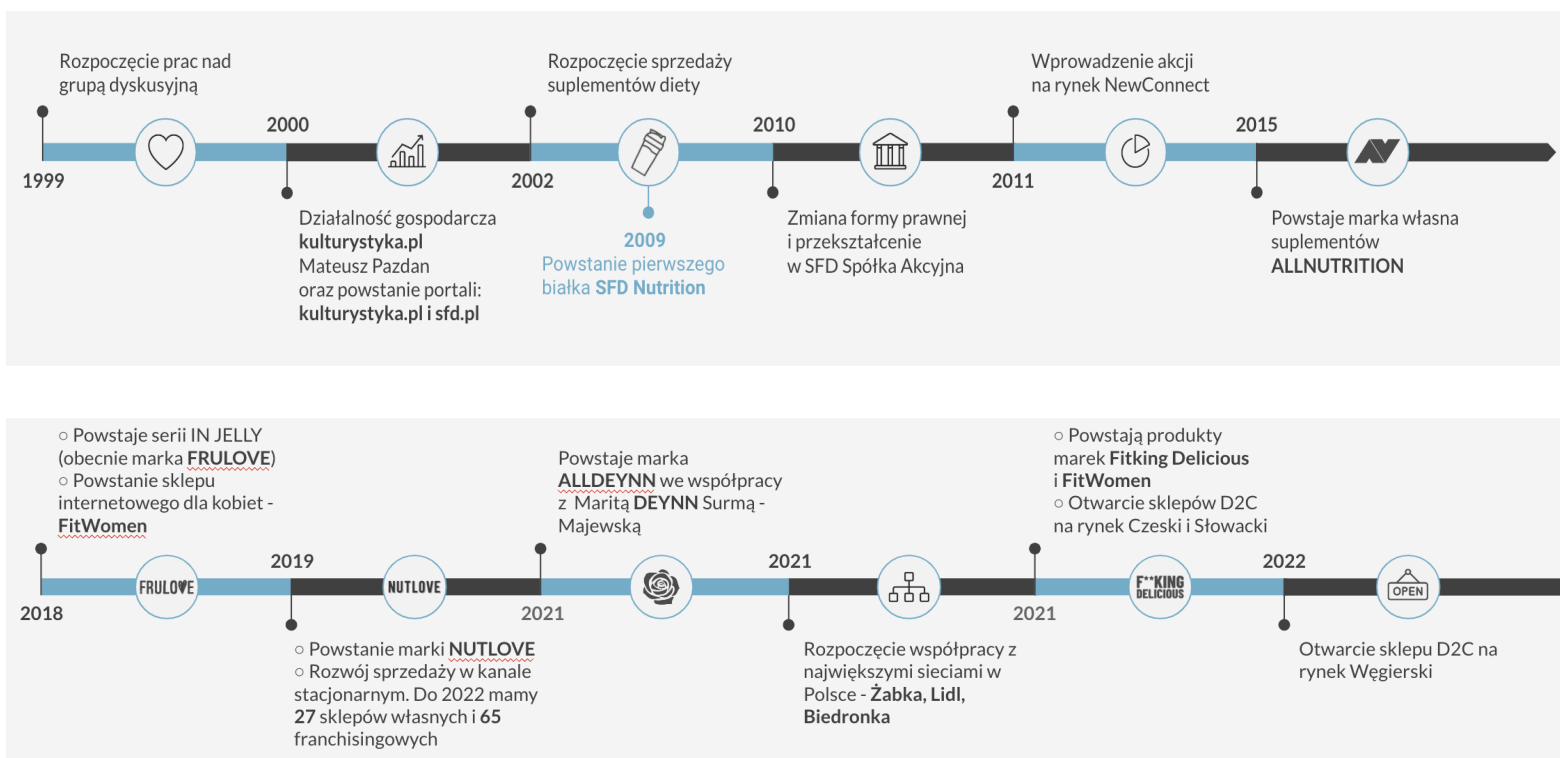 Rozpoczęcie prac nad
grupą dyskusyjną
1999
2000
Działalność gospodarcza
kulturystyka.pl
Mateusz Pazdan
oraz powstanie portali:
kulturystyka.pl i sfd.pl
Rozpoczęcie sprzedaży
suplementów diety
2002
2009
Powstanie pierwszego
białka SFD Nutrition
2010
Zmiana formy prawnej
i przekształcenie
w SFD Spółka Akcyjna
Wprowadzenie akcji
na rynek NewConnect
2011
2015
Powstaje marka własna
suplementów
ALLNUTRITION
○ Powstaje serii IN JELLY
(obecnie marka FRULOVE)
○ Powstanie sklepu
internetowego dla kobiet -
FitWomen
2018
FRULOVE
2019
NUTLOVE
○ Powstanie marki NUTLOVE
○ Rozwój sprzedaży w kanale
stacjonarnym. Do 2022 mamy
27 sklepów własnych i 65
franchisingowych
Powstaje marka
ALLDEYNN we współpracy
z Maritą DEYNN Surmą -
Majewską
2021
2021
Rozpoczęcie współpracy z
największymi sieciami w
Polsce - Żabka, Lidl,
Biedronka
○ Powstają produkty
marek Fitking Delicious
i FitWomen
○ Otwarcie sklepów D2C
na rynek Czeski i Słowacki
2021
F**KING
DELICIOUS
2022
OPEN
Otwarcie sklepu D2C na
rynek Węgierski